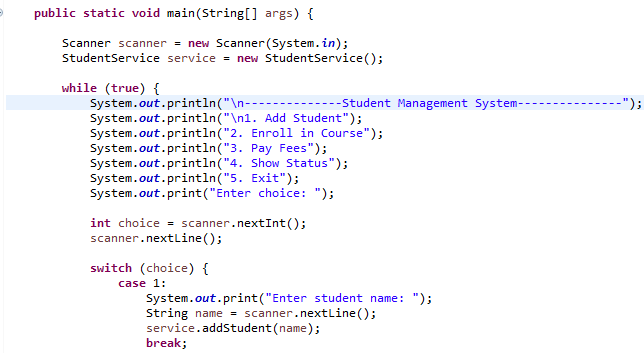 public static void main(String[] args) {
Scanner scanner = new Scanner(System.in);
StudentService service = new StudentService();
while (true) {
System.out.println("\n--------------Student Management System---------------");
System.out.println("\n1. Add Student");
System.out.println("2. Enroll in Course");
System.out.println("3. Pay Fees");
System.out.println("4. Show Status");
System.out.println("5. Exit");
System.out.print("Enter choice: ");
int choice = scanner.nextInt();
scanner.nextLine();
switch (choice) {
case 1:
System.out.print("Enter student name: ");
String name = scanner.nextLine();
service.addStudent(name);
break;